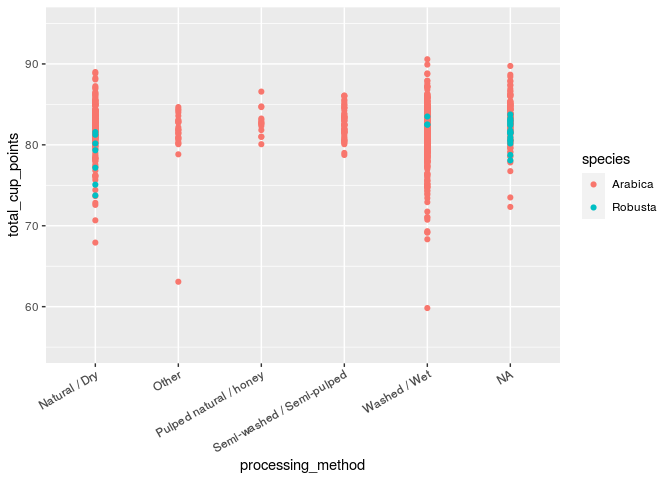 90
80
70
60
total_cup_points
Natural / Dry
Other
Pulped natural / honey
Semi-washed / Semi-pulped
Washed / Wet
NA
processing_method
species
Arabica
Robusta